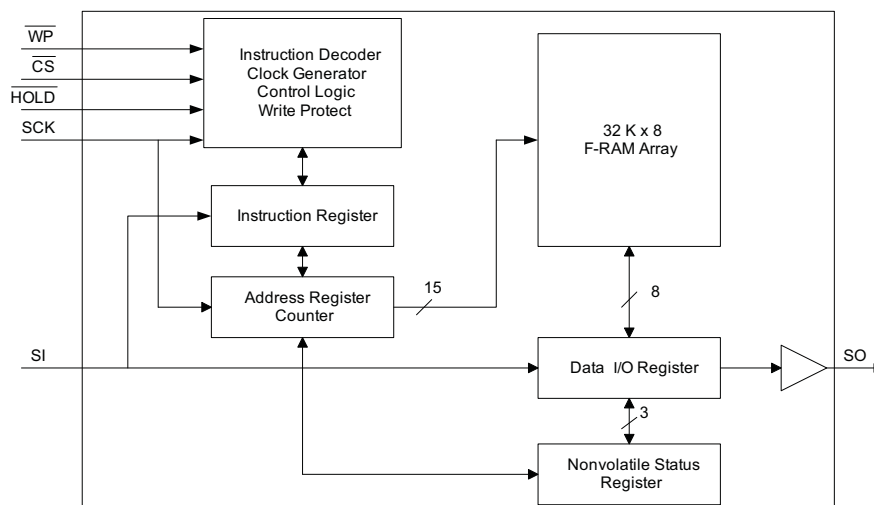 WP
CS
HOLD
SCK
Instruction Decoder
Clock Generator
Control Logic
Write Protect
32 K x 8
F-RAM Array
Instruction Register
Address Register
Counter
15
8
SI
Data I/O Register
SO
3
Nonvolatile Status
Register